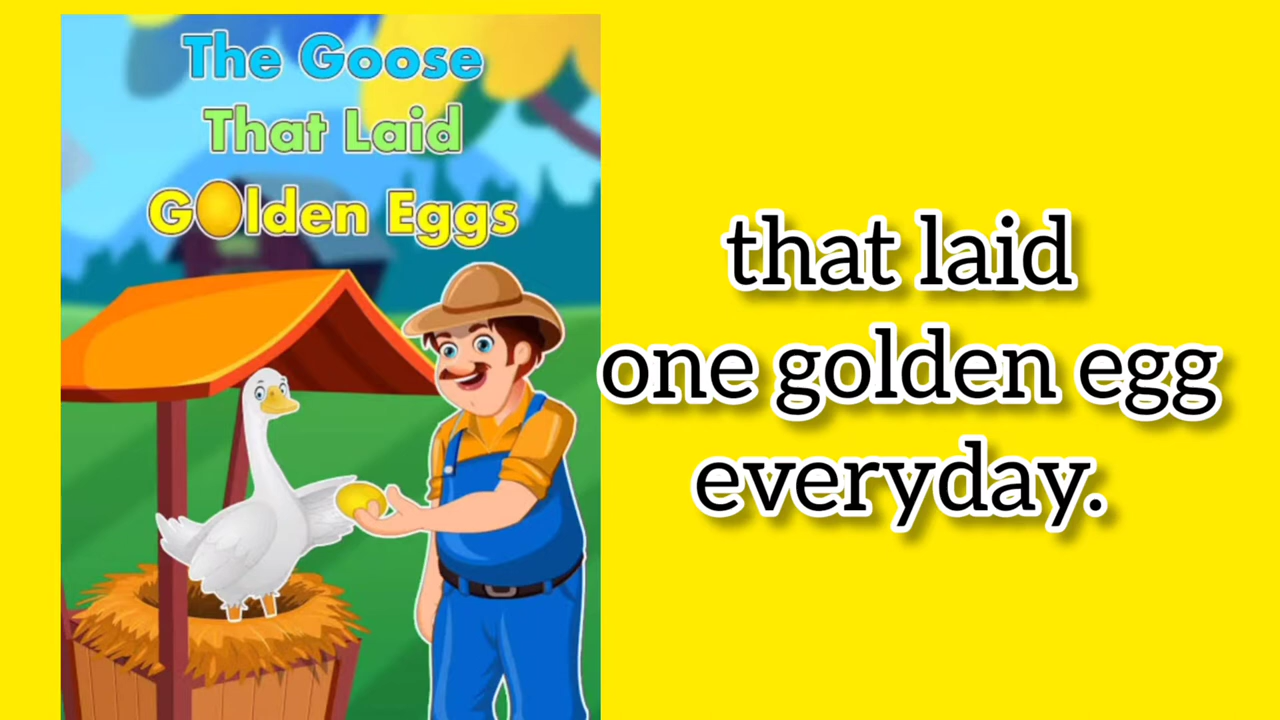 The Goose
That Laid
Golden Eggs
that laid
one golden egg
everyday.